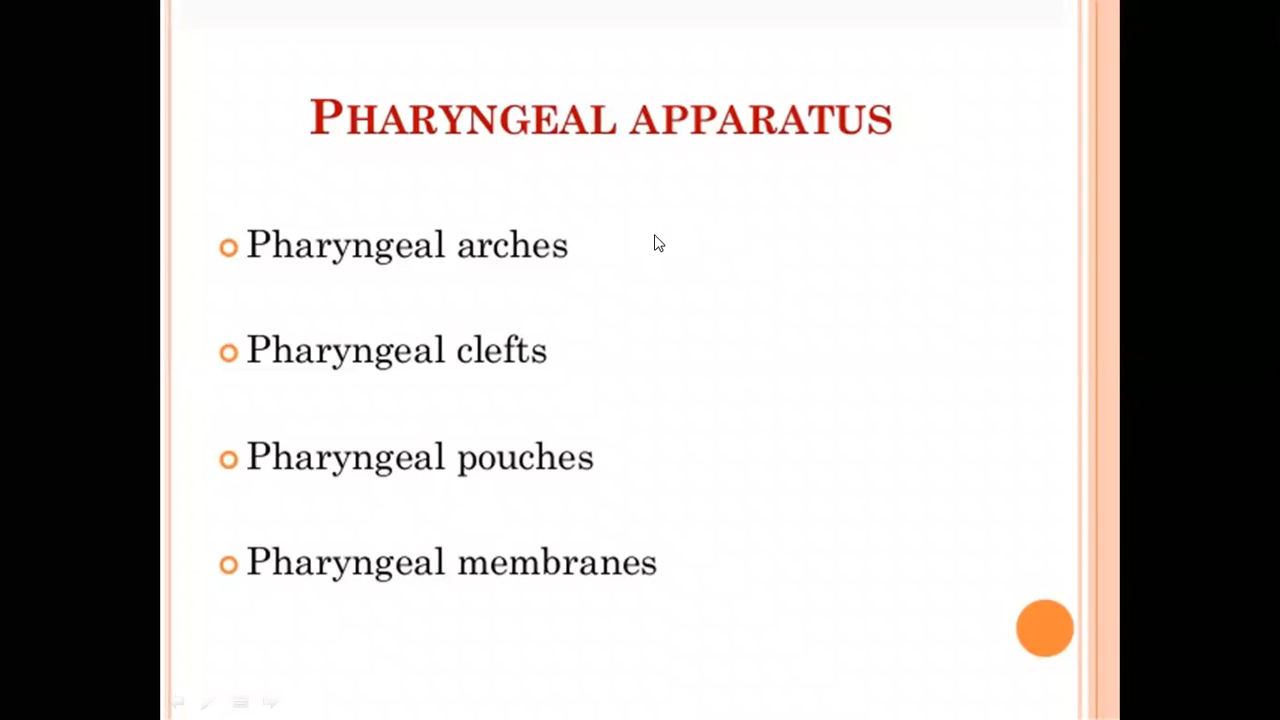 PHARYNGEAL APPARATUS
Pharyngeal arches
Pharyngeal clefts
Pharyngeal pouches
Pharyngeal membranes